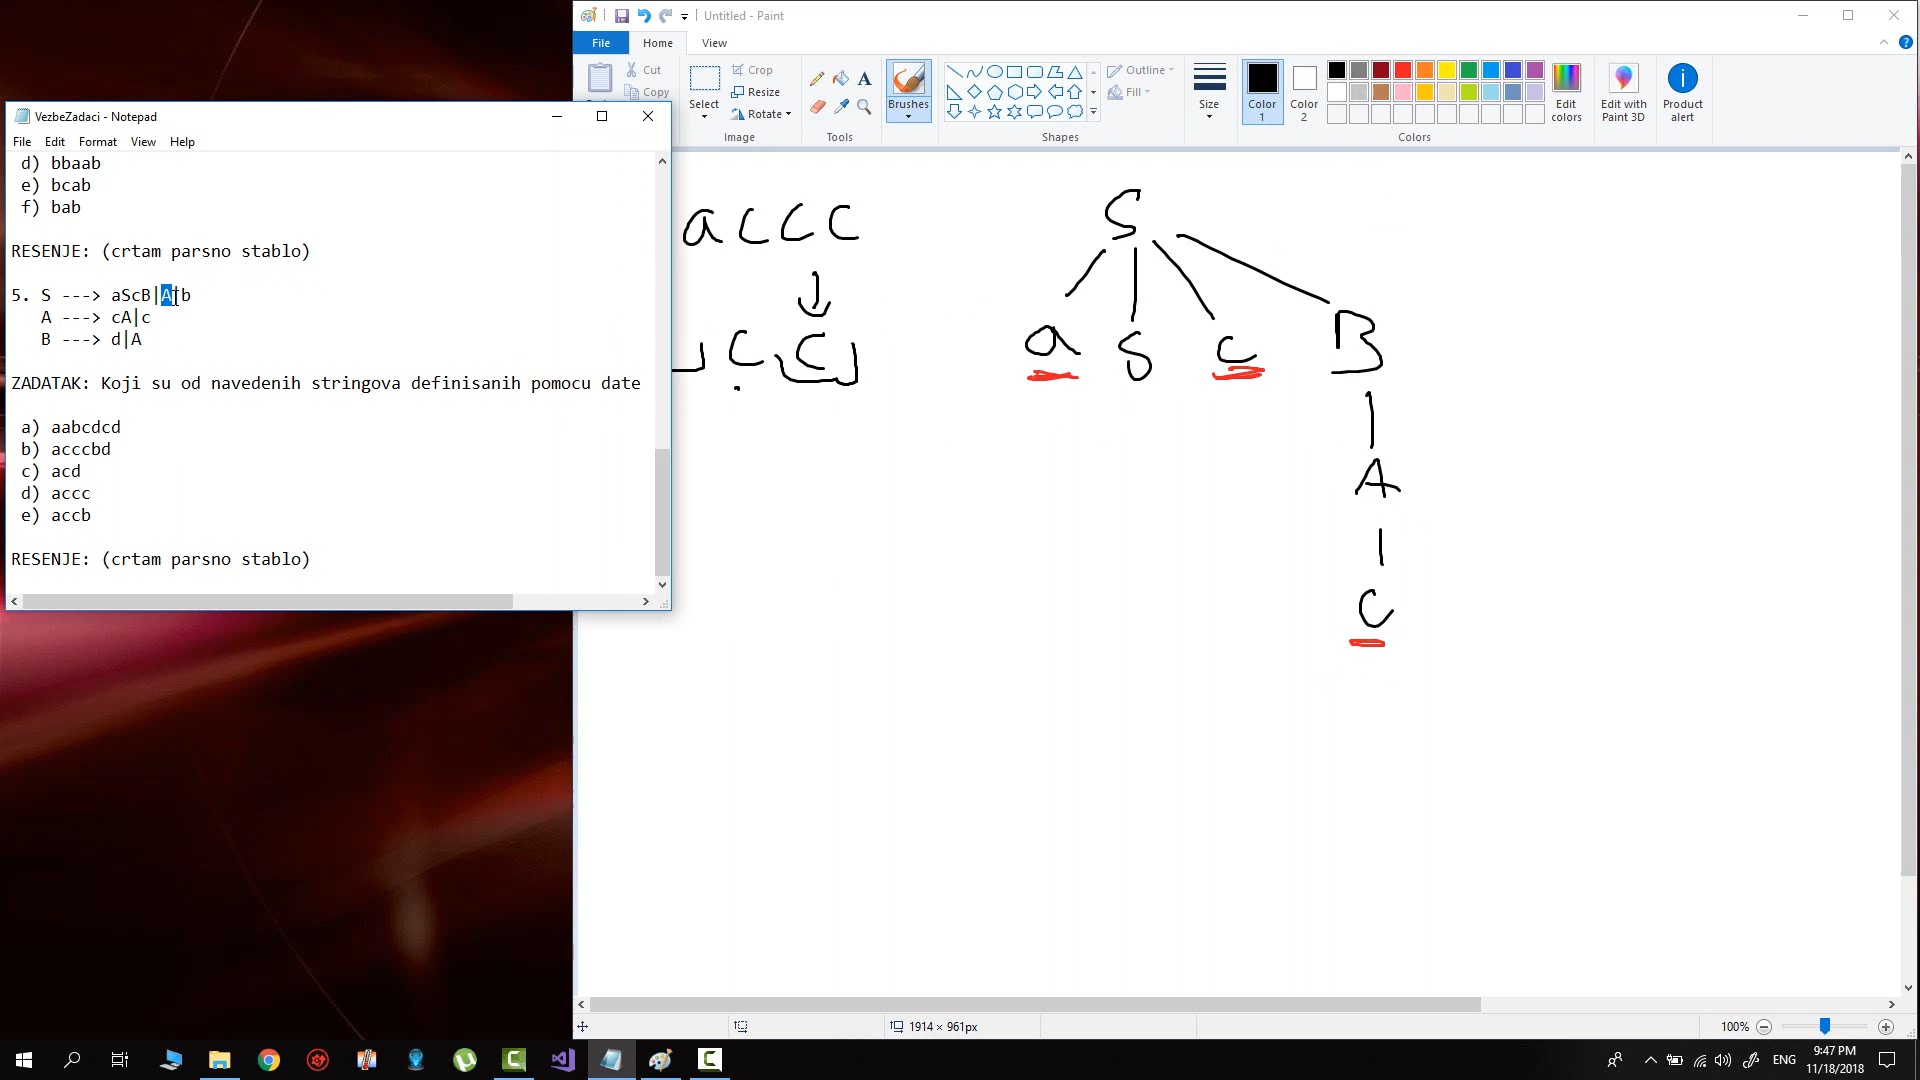 Untitled - Paint
File Home View
Cut
Copy
Crop
Resize
Rotate
Select
Brushes
Outline
Fill
Size
Color 1
Color 2
Edit colors
Edit with Paint 3D
Product alert
Image
Tools
Shapes
Colors
VezbeZadaci - Notepad
File Edit Format View Help
d) bbaab
e) bcab
f) bab
RESENJE: (crtam parsno stablo)
5. S ---> aScB|A|b
A ---> cA|c
B ---> d|A
ZADATAK: Koji su od navedenih stringova definisanih pomocu date
a) aabcdcd
b) acccbd
c) acd
d) accc
e) accb
RESENJE: (crtam parsno stablo)
accc
c c
S
a S c B
A
c
1914 × 961px
100%
ENG
9:47 PM
11/18/2018